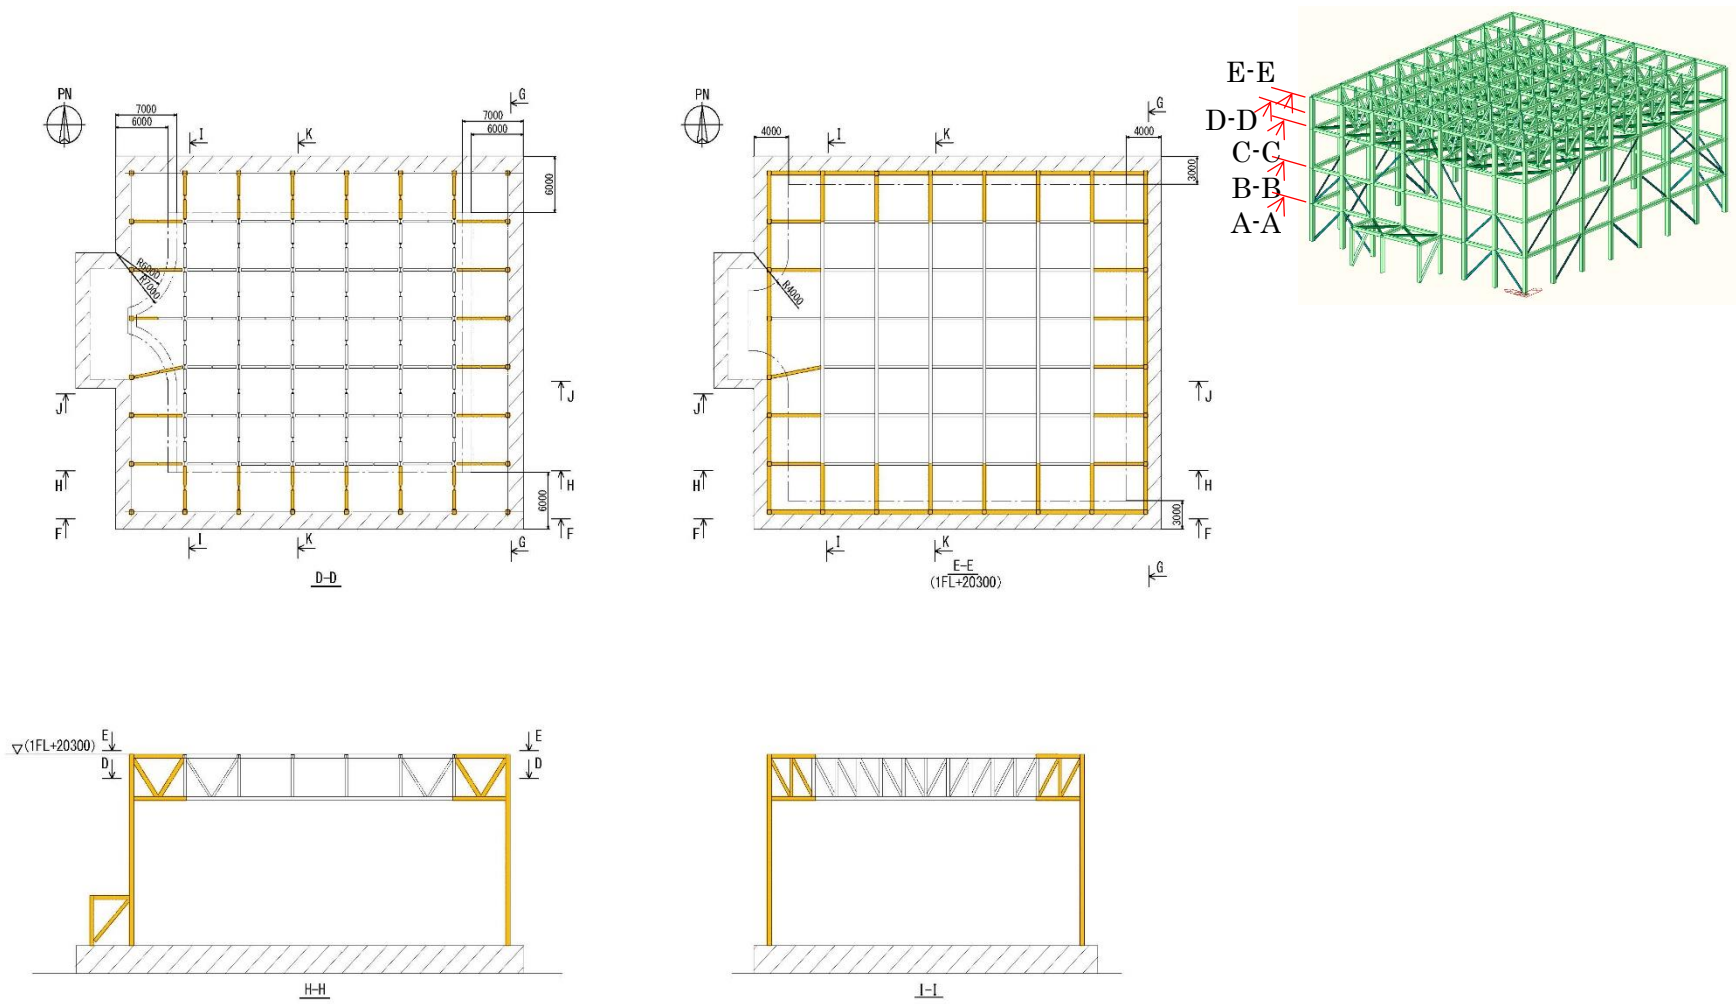 PN
G
7000
6000
I
K
7000
6000
6000
R6000
R7000
J
J
H
H
6000
F
F
I
K
G
D-D
PN
G
4000
I
K
4000
3000
R4000
J
J
H
H
3000
F
F
I
K
G
E-E
(1FL+20300)
E-E
D-D
C-C
B-B
A-A
▽(1FL+20300)
E
E
D
D
H-H
I-I